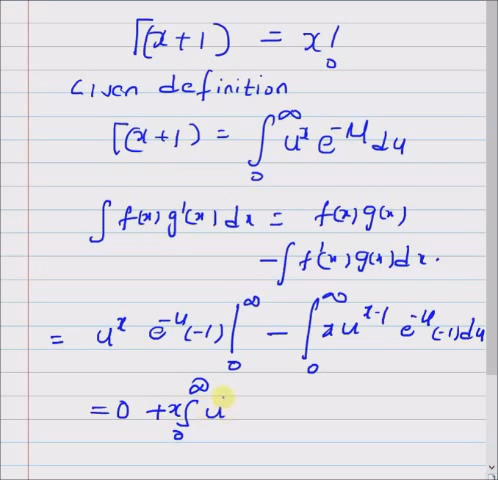 Γ(x+1) = x!
Given definition
Γ(x+1) = ∫₀^∞ u^x e^-u du
∫ f(x) g'(x) dx = f(x) g(x)
- ∫ f'(x) g(x) dx.
= u^x e^-u (-1) |₀^∞ - ∫₀^∞ x u^x-1 e^-u (-1) du
= 0 + x ∫₀^∞ u